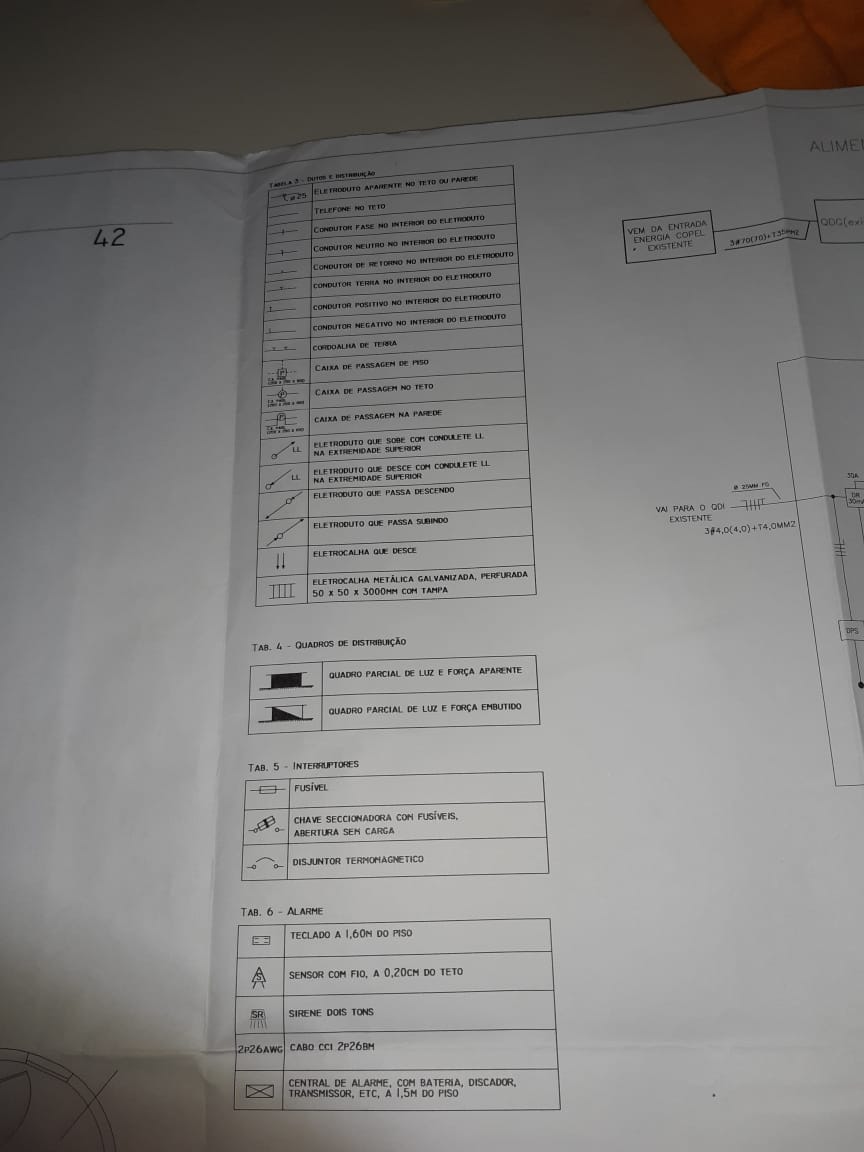 42
TABELA 3 - DUTOS E DISTRIBUIÇÃO
ø25
ELETRODUTO APARENTE NO TETO OU PAREDE
TELEFONE NO TETO
CONDUTOR FASE NO INTERIOR DO ELETRODUTO
CONDUTOR NEUTRO NO INTERIOR DO ELETRODUTO
CONDUTOR DE RETORNO NO INTERIOR DO ELETRODUTO
CONDUTOR TERRA NO INTERIOR DO ELETRODUTO
CONDUTOR POSITIVO NO INTERIOR DO ELETRODUTO
CONDUTOR NEGATIVO NO INTERIOR DO ELETRODUTO
CORDOALHA DE TERRA
CAIXA DE PASSAGEM DE PISO
CAIXA DE PASSAGEM NO TETO
CAIXA DE PASSAGEM NA PAREDE
LL
ELETRODUTO QUE SOBE COM CONDULETE LL
NA EXTREMIDADE SUPERIOR
LL
ELETRODUTO QUE DESCE COM CONDULETE LL
NA EXTREMIDADE SUPERIOR
ELETRODUTO QUE PASSA DESCENDO
ELETRODUTO QUE PASSA SUBINDO
ELETROCALHA QUE DESCE
ELETROCALHA METÁLICA GALVANIZADA, PERFURADA
50 X 50 X 3000MM COM TAMPA
TAB. 4 - QUADROS DE DISTRIBUIÇÃO
QUADRO PARCIAL DE LUZ E FORÇA APARENTE
QUADRO PARCIAL DE LUZ E FORÇA EMBUTIDO
TAB. 5 - INTERRUPTORES
FUSÍVEL
CHAVE SECCIONADORA COM FUSÍVEIS,
ABERTURA SEM CARGA
DISJUNTOR TERMOMAGNETICO
TAB. 6 - ALARME
TECLADO A 1,60M DO PISO
S
SENSOR COM FIO, A 0,20CM DO TETO
SR
SIRENE DOIS TONS
2P26AWG
CABO CCI 2P26BM
CENTRAL DE ALARME, COM BATERIA, DISCADOR,
TRANSMISSOR, ETC, A 1,5M DO PISO
ALIME
VEM DA ENTRADA
ENERGIA COPEL
EXISTENTE
3#70(70)+T35MM2
QDG(exi
Ø 25MM FG
VAI PARA O QDI
EXISTENTE
3#4,0(4,0)+T4,0MM2
30A
DR
DPS